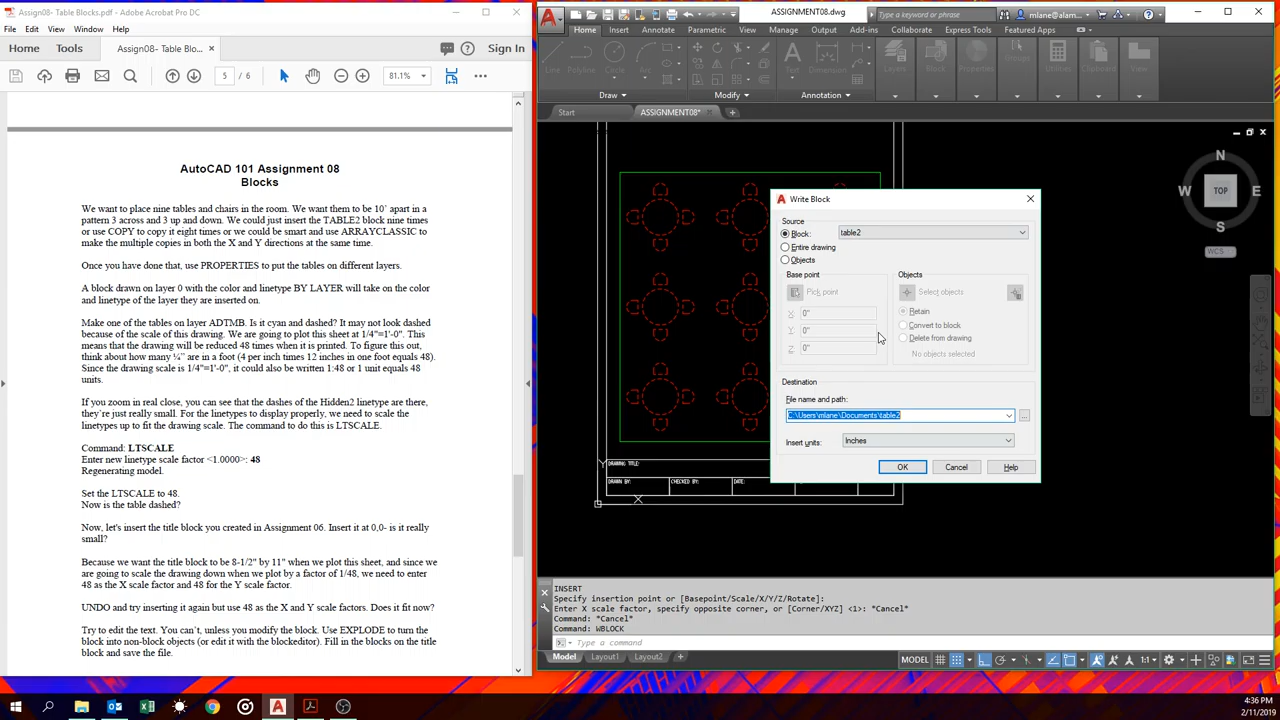 Assign08- Table Blocks.pdf - Adobe Acrobat Pro DC
File Edit View Window Help
Home Tools Assign08- Table Blo... Sign In
5 / 6 81.1%
AutoCAD 101 Assignment 08
Blocks
We want to place nine tables and chairs in the room. We want them to be 10` apart in a
pattern 3 across and 3 up and down. We could just insert the TABLE2 block nine times
or use COPY to copy it eight times or we could be smart and use ARRAYCLASSIC to
make the multiple copies in both the X and Y directions at the same time.
Once you have done that, use PROPERTIES to put the tables on different layers.
A block drawn on layer 0 with the color and linetype BY LAYER will take on the color
and linetype of the layer they are inserted on.
Make one of the tables on layer ADTMB. Is it cyan and dashed? It may not look dashed
because of the scale of this drawing. We are going to plot this sheet at 1/4"=1'-0". This
means that the drawing will be reduced 48 times when it is printed. To figure this out,
think about how many ¼” are in a foot (4 per inch times 12 inches in one foot equals 48).
Since the drawing scale is 1/4"=1'-0", it could also be written 1:48 or 1 unit equals 48
units.
If you zoom in real close, you can see that the dashes of the Hidden2 linetype are there,
they’re just really small. For the linetypes to display properly, we need to scale the
linetypes up to fit the drawing scale. The command to do this is LTSCALE.
Command: LTSCALE
Enter new linetype scale factor <1.0000>: 48
Regenerating model.
Set the LTSCALE to 48.
Now is the table dashed?
Now, let's insert the title block you created in Assignment 06. Insert it at 0,0- is it really
small?
Because we want the title block to be 8-1/2" by 11" when we plot this sheet, and since we
are going to scale the drawing down when we plot by a factor of 1/48, we need to enter
48 as the X scale factor and 48 for the Y scale factor.
UNDO and try inserting it again but use 48 as the X and Y scale factors. Does it fit now?
Try to edit the text. You can’t, unless you modify the block. Use EXPLODE to turn the
block into non-block objects (or edit it with the blockeditor). Fill in the blocks on the title
block and save the file.
ASSIGNMENT08.dwg Type a keyword or phrase mlane@alam...
Home Insert Annotate Parametric View Manage Output Add-ins Collaborate Express Tools Featured Apps
Line Polyline Circle Arc Text Dimension Layers Block Properties Groups Utilities Clipboard View
Draw Modify Annotation
Start ASSIGNMENT08*
N
W TOP E
S
WCS
Write Block
Source
Block: table2
Entire drawing
Objects
Base point Objects
Pick point Select objects
X 0" Retain
Y 0" Convert to block
Z 0" Delete from drawing
No objects selected
Destination
File name and path:
C:\Users\mlane\Documents\table2
Insert units: Inches
OK Cancel Help
Y DRAWING TITLE:
DRAWN BY: CHECKED BY: DATE:
X
INSERT
Specify insertion point or [Basepoint/Scale/X/Y/Z/Rotate]:
Enter X scale factor, specify opposite corner, or [Corner/XYZ] <1>: *Cancel*
Command: *Cancel*
Command: WBLOCK
Type a command
Model Layout1 Layout2 MODEL 1:1
4:36 PM
2/11/2019